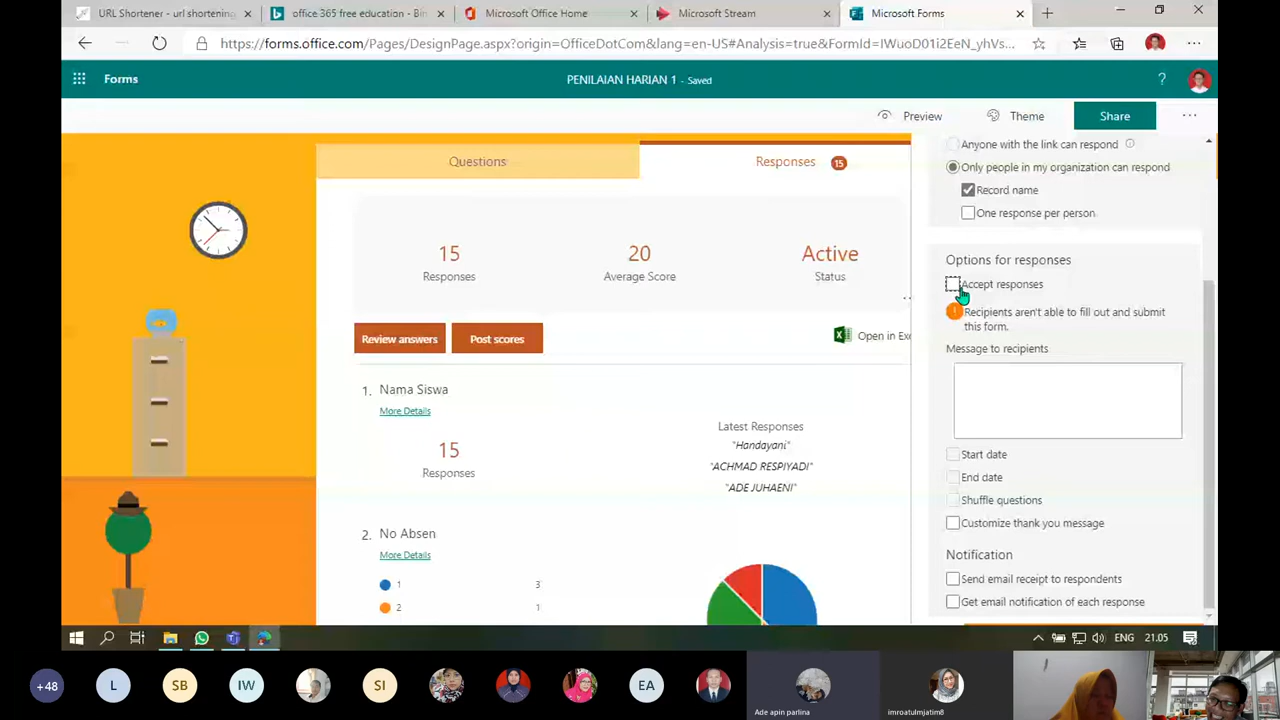 URL Shortener - url shortening
office 365 free education - Bin
Microsoft Office Home
Microsoft Stream
Microsoft Forms
https://forms.office.com/Pages/DesignPage.aspx?origin=OfficeDotCom&lang=en-US#Analysis=true&FormId=IWuoD01i2EeN_yhVs...
Forms
PENILAIAN HARIAN 1 - Saved
?
Preview
Theme
Share
Questions
Responses 15
15
Responses
20
Average Score
Active
Status
Review answers
Post scores
Open in Exc
1. Nama Siswa
More Details
15
Responses
Latest Responses
"Handayani"
"ACHMAD RESPIYADI"
"ADE JUHAENI"
2. No Absen
More Details
1 3
2 1
Anyone with the link can respond
Only people in my organization can respond
Record name
One response per person
Options for responses
Accept responses
Recipients aren't able to fill out and submit
this form.
Message to recipients
Start date
End date
Shuffle questions
Customize thank you message
Notification
Send email receipt to respondents
Get email notification of each response
ENG 21.05
+48
L
SB
IW
SI
EA
Ade apin parlina
imroatulmjatim8